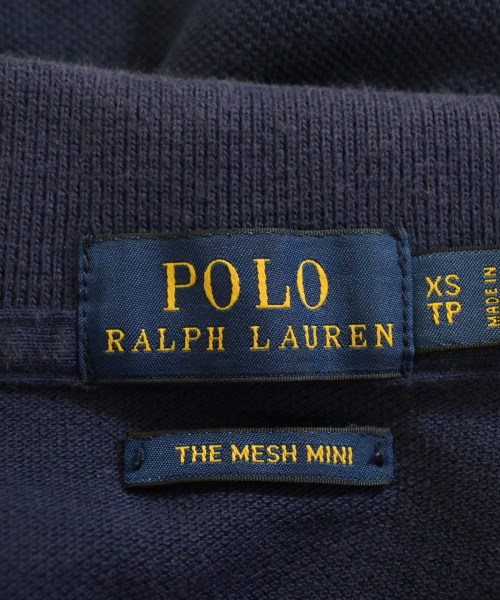 POLO
RALPH LAUREN
XS
TP
MADE IN
THE MESH MINI